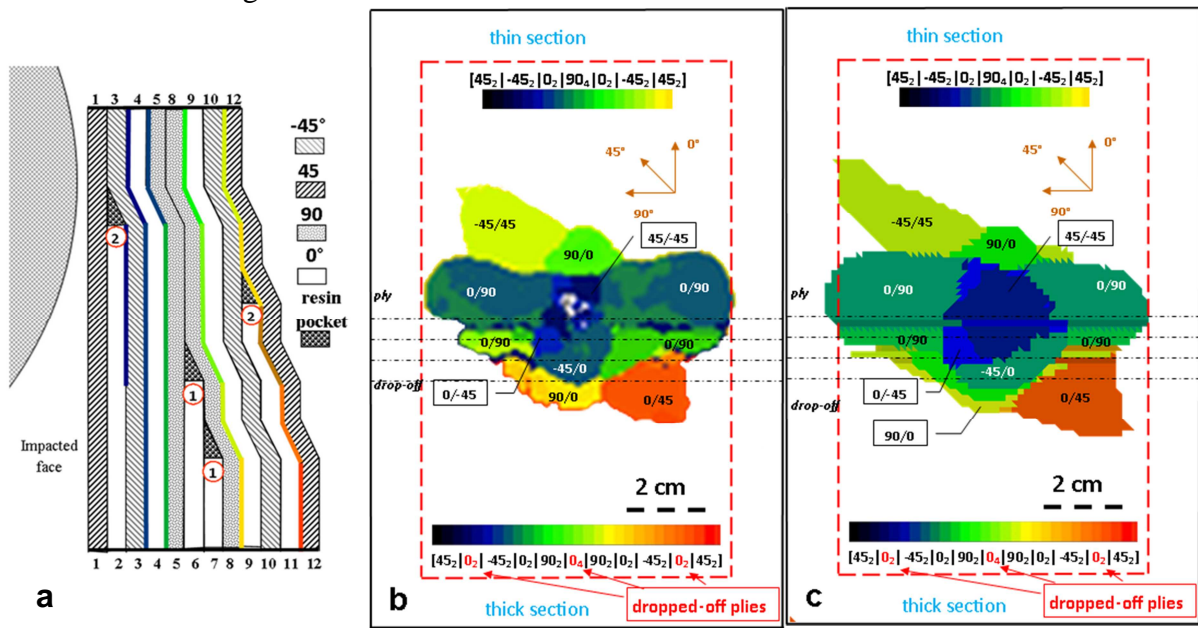 1 3 4 5 8 9 10 12
-45°
45
90
0°
resin
pocket
2
2
1
1
Impacted
face
1 2 3 4 5 6 7 8 9 10 11 12
a
thin section
[45₂|-45₂|0₂|90₄|0₂|-45₂|45₂]
45°
0°
90°
-45/45
90/0
45/-45
ply
0/90
0/90
0/90
0/90
-45/0
drop-off
0/-45
90/0
0/45
2 cm
[45₂|0₂|-45₂|0₂|90₂|0₄|90₂|0₂|-45₂|0₂|45₂]
b
dropped-off plies
thick section
thin section
[45₂|-45₂|0₂|90₄|0₂|-45₂|45₂]
45°
0°
90°
-45/45
90/0
45/-45
ply
0/90
0/90
0/90
0/90
-45/0
drop-off
0/-45
0/45
90/0
2 cm
[45₂|0₂|-45₂|0₂|90₂|0₄|90₂|0₂|-45₂|0₂|45₂]
c
dropped-off plies
thick section